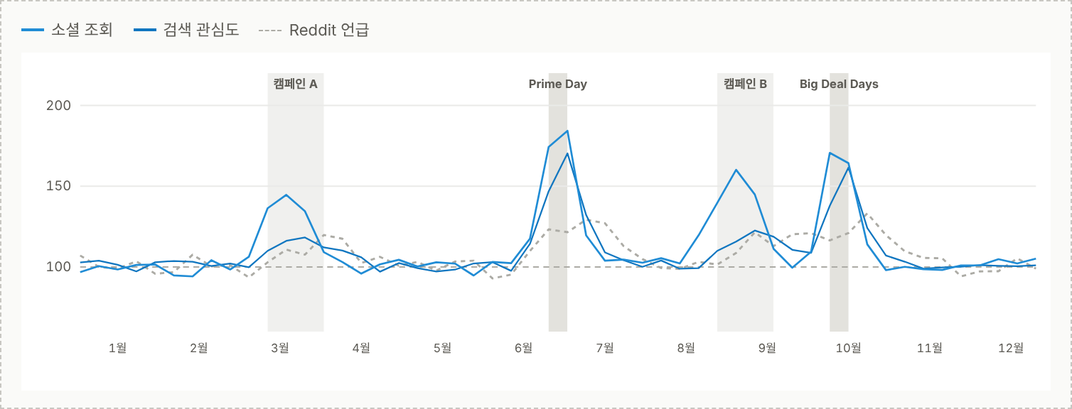 소셜 조회 검색 관심도 Reddit 언급
캠페인 A Prime Day 캠페인 B Big Deal Days
200
150
100
1월 2월 3월 4월 5월 6월 7월 8월 9월 10월 11월 12월